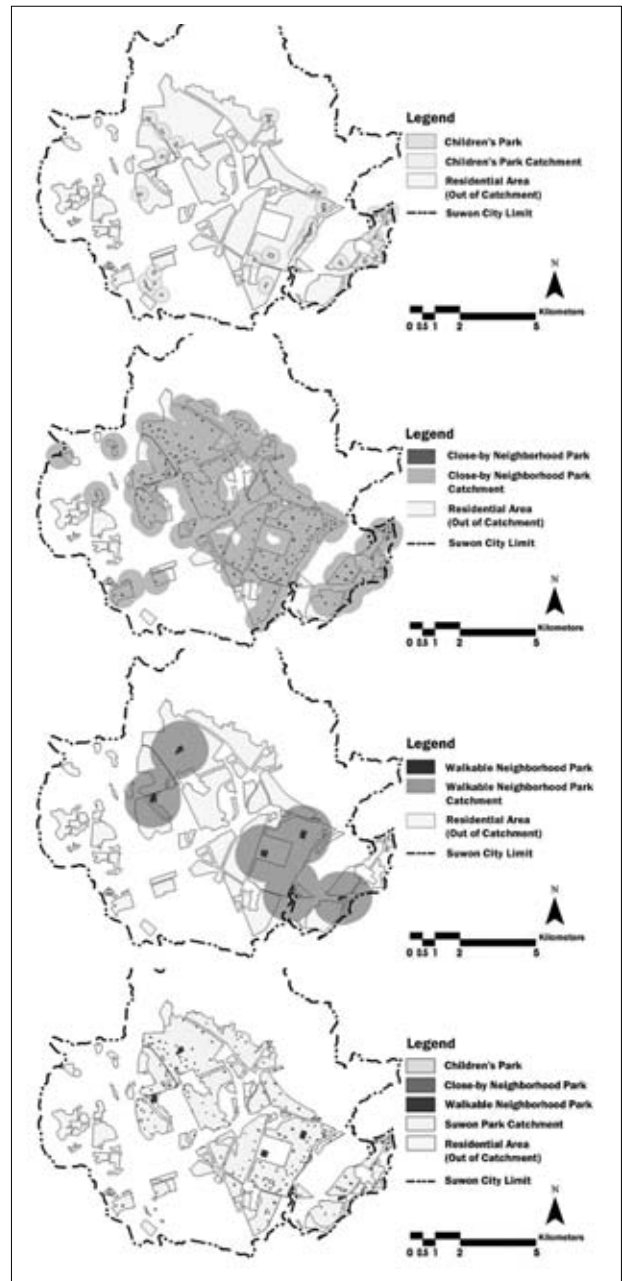 Legend
Children's Park
Children's Park Catchment
Residential Area
(Out of Catchment)
Suwon City Limit
N
Kilometers
0 0.5 1 2 5
Legend
Close-by Neighborhood Park
Close-by Neighborhood Park
Catchment
Residential Area
(Out of Catchment)
Suwon City Limit
N
Kilometers
0 0.5 1 2 5
Legend
Walkable Neighborhood Park
Walkable Neighborhood Park
Catchment
Residential Area
(Out of Catchment)
Suwon City Limit
N
Kilometers
0 0.5 1 2 5
Legend
Children's Park
Close-by Neighborhood Park
Walkable Neighborhood Park
Suwon Park Catchment
Residential Area
(Out of Catchment)
Suwon City Limit
N
Kilometers
0 0.5 1 2 5